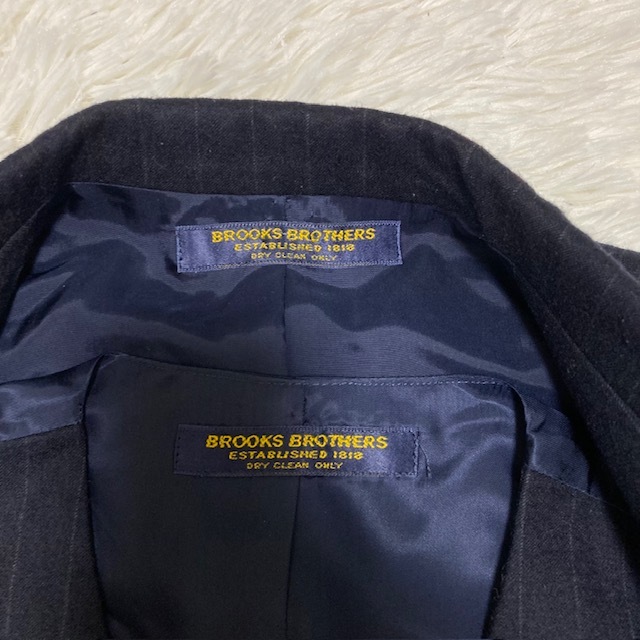 BROOKS BROTHERS
ESTABLISHED 1818
DRY CLEAN ONLY
BROOKS BROTHERS
ESTABLISHED 1818
DRY CLEAN ONLY